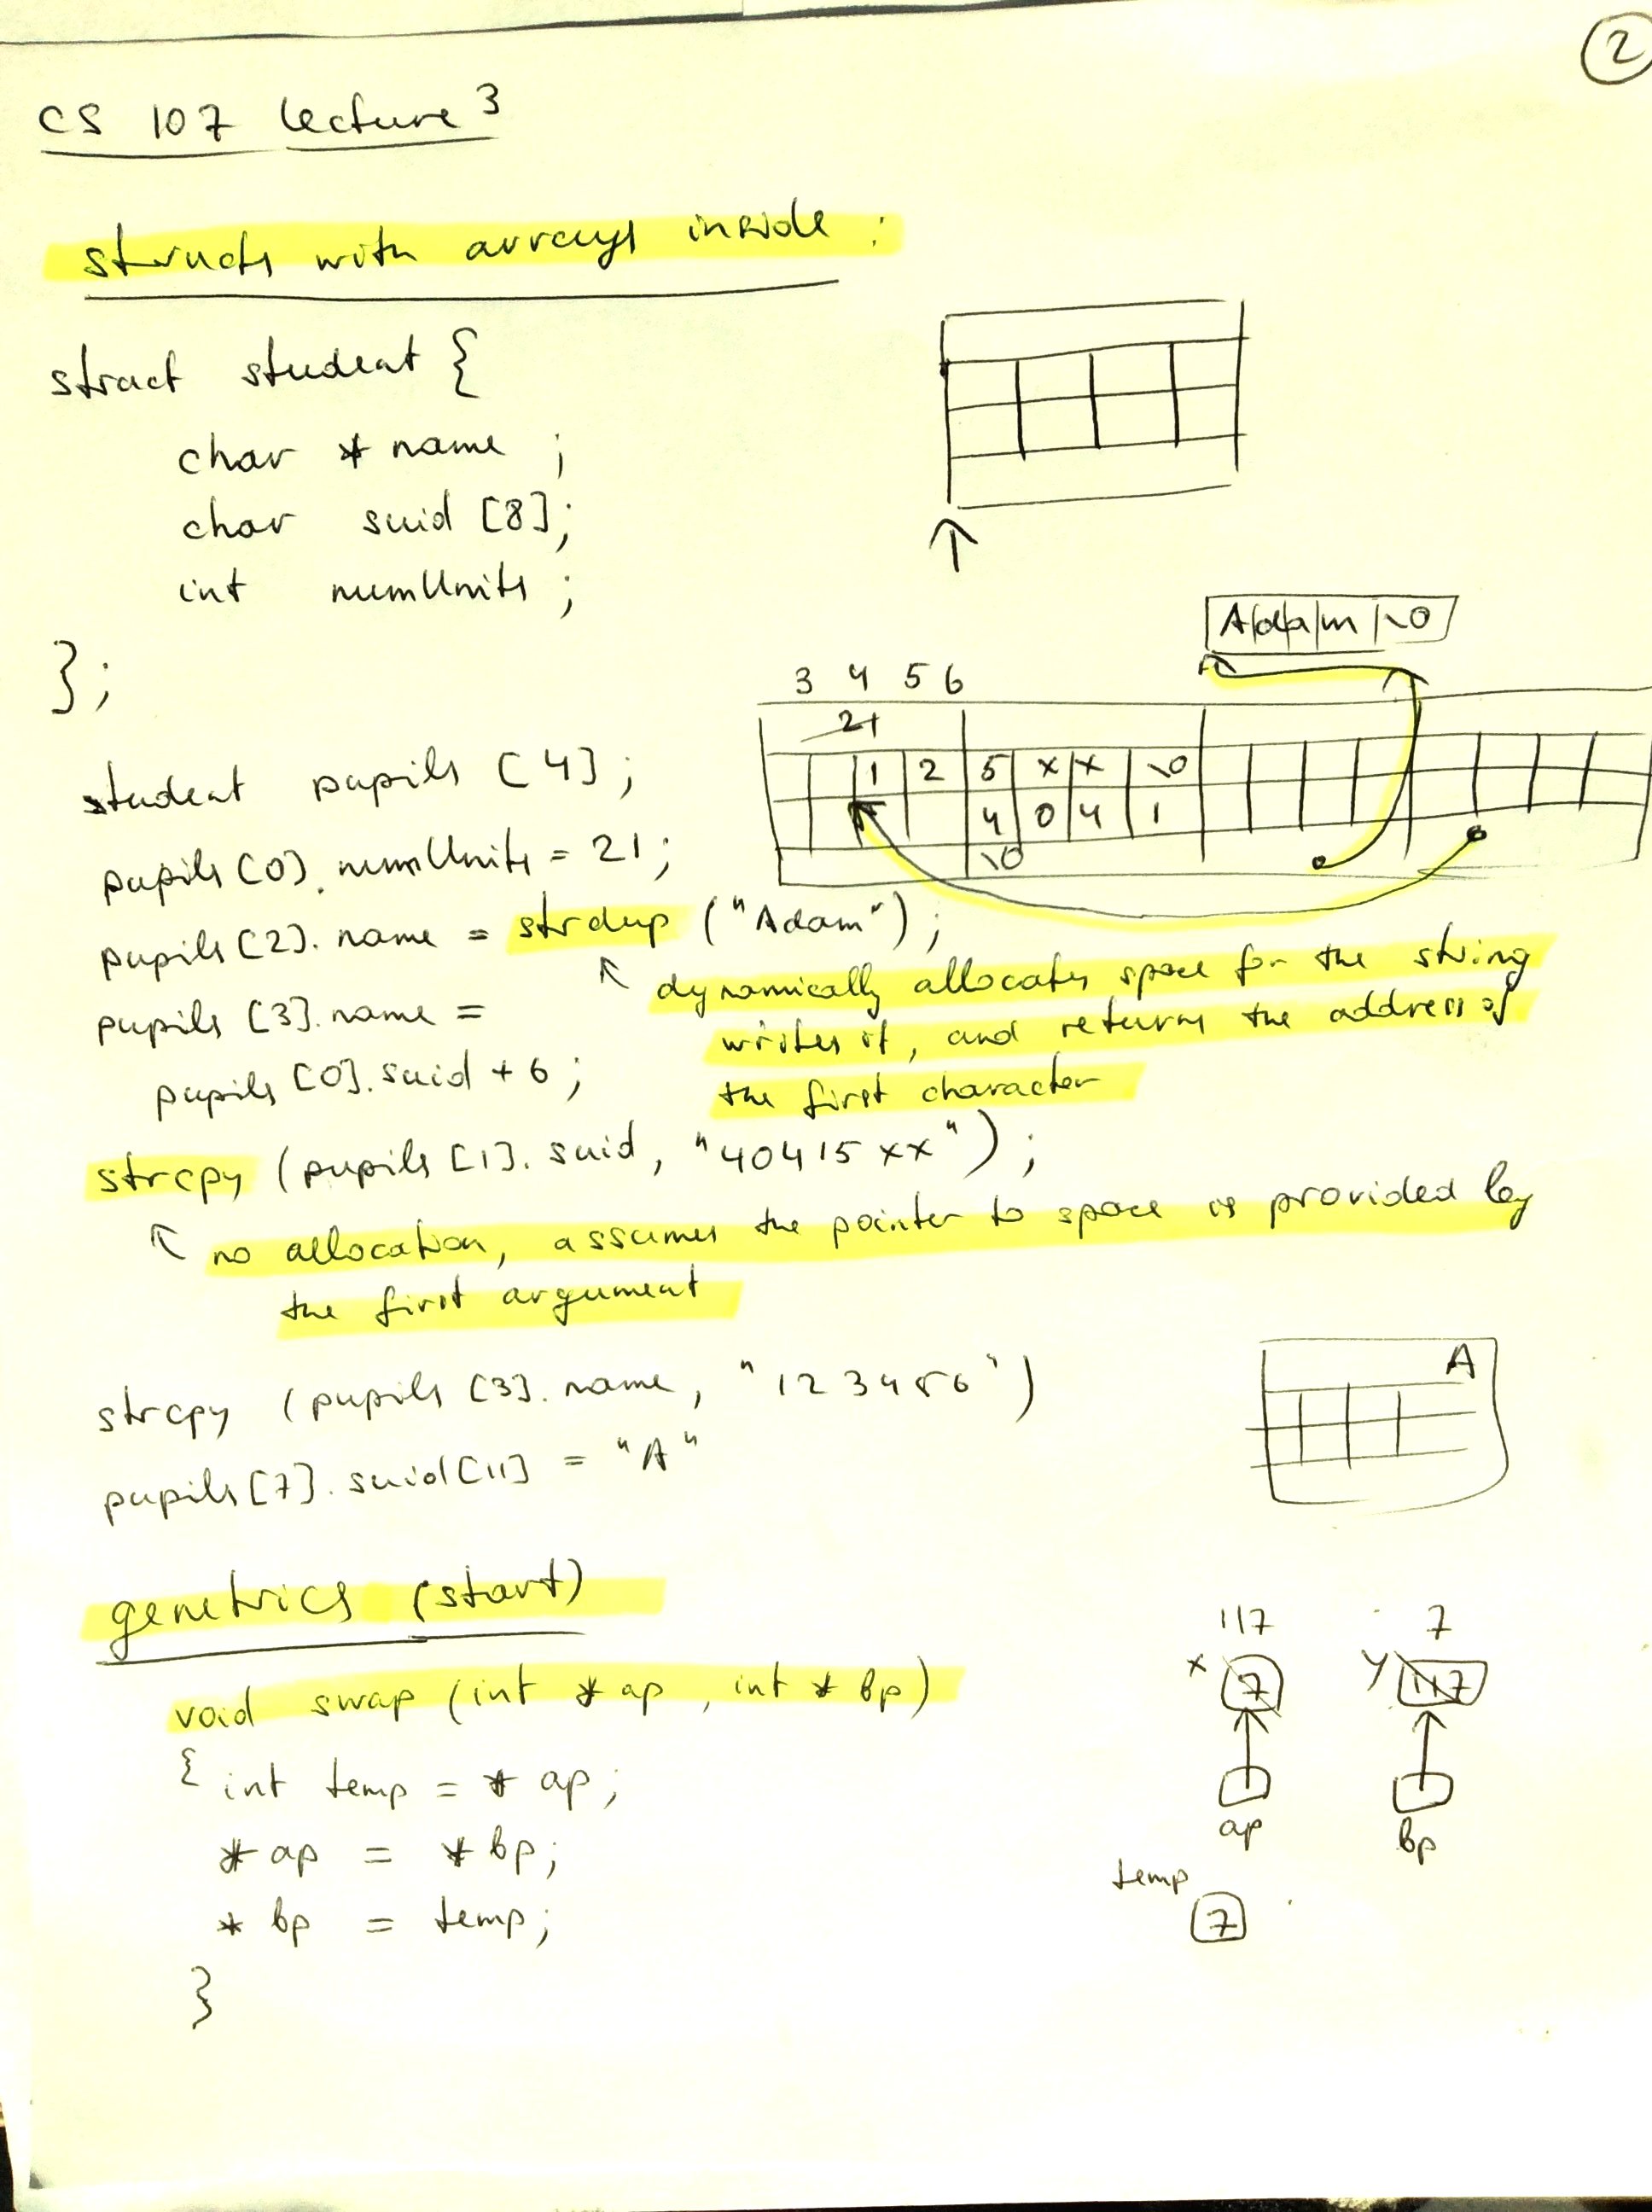 2
CS 107 Lecture 3
structs with arrays inside :
struct student {
char * name ;
char suid [8];
int numUnits ;
};
A|d|a|m|\0
3 4 5 6
21
1 2 5 x x \0
4 0 4 1
\0
student pupils [4];
pupils[0].numUnits = 21;
pupils[2].name = strdup ("Adam");
dynamically allocates space for the string
writes it, and returns the address of
the first character
pupils [3].name =
pupils [0].suid + 6 ;
strcpy (pupils [1]. suid, "40415xx") ;
no allocation, assumes the pointer to space is provided by
the first argument
strcpy (pupils [3].name, "123456")
pupils[7].suid[11] = "A"
A
generics (start)
void swap (int * ap, int * bp)
{ int temp = * ap;
* ap = * bp;
* bp = temp;
}
117 7
x 7 y 117
ap bp
temp
7